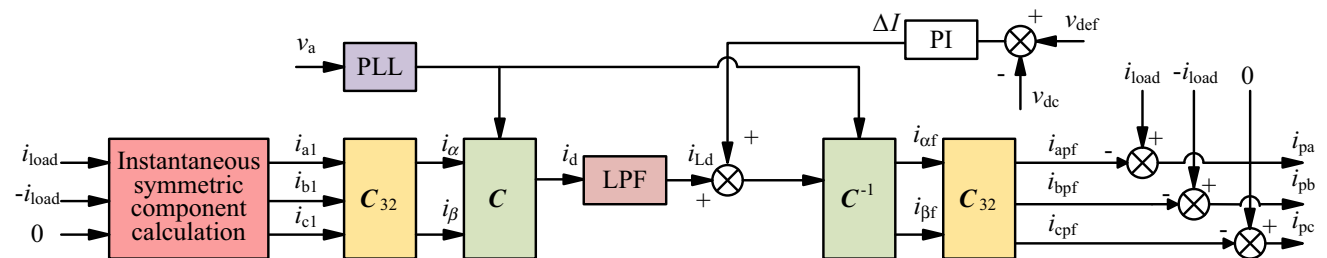 ΔI
PI
+
v_def
-
v_dc
v_a
PLL
i_load
-i_load
0
i_load
-i_load
0
Instantaneous
symmetric
component
calculation
i_a1
i_b1
i_c1
C_32
i_α
i_β
C
i_d
LPF
i_Ld
+
+
C^-1
i_αf
i_βf
C_32
i_apf
i_bpf
i_cpf
-
+
-
+
-
+
i_pa
i_pb
i_pc